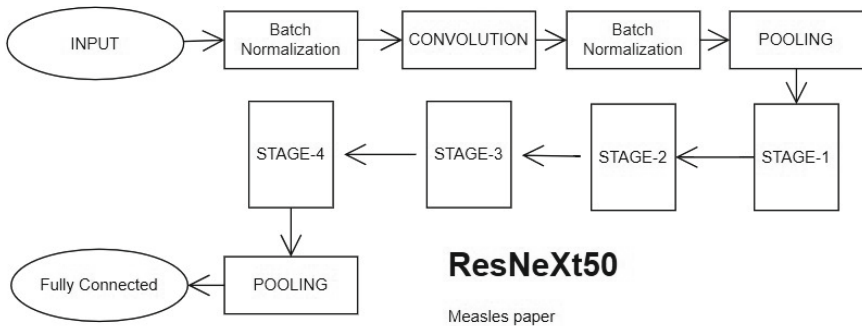 INPUT
Batch
Normalization
CONVOLUTION
Batch
Normalization
POOLING
STAGE-1
STAGE-2
STAGE-3
STAGE-4
POOLING
Fully Connected
ResNeXt50
Measles paper